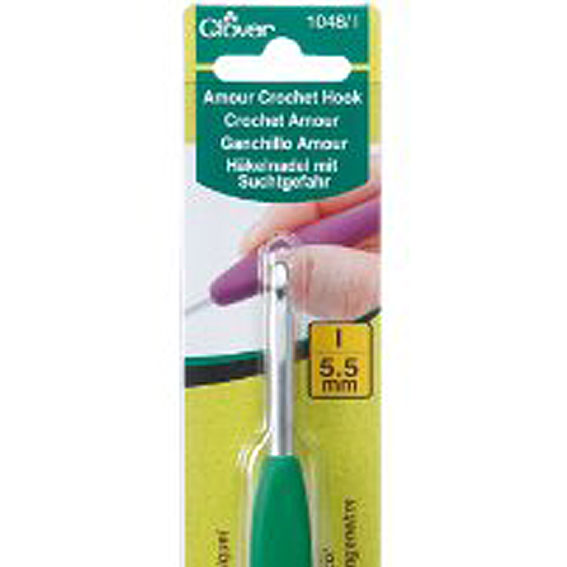 Clover
1048/I
Amour Crochet Hook
Crochet Amour
Ganchillo Amour
Häkelnadel mit
Suchtgefahr
I
5.5
mm